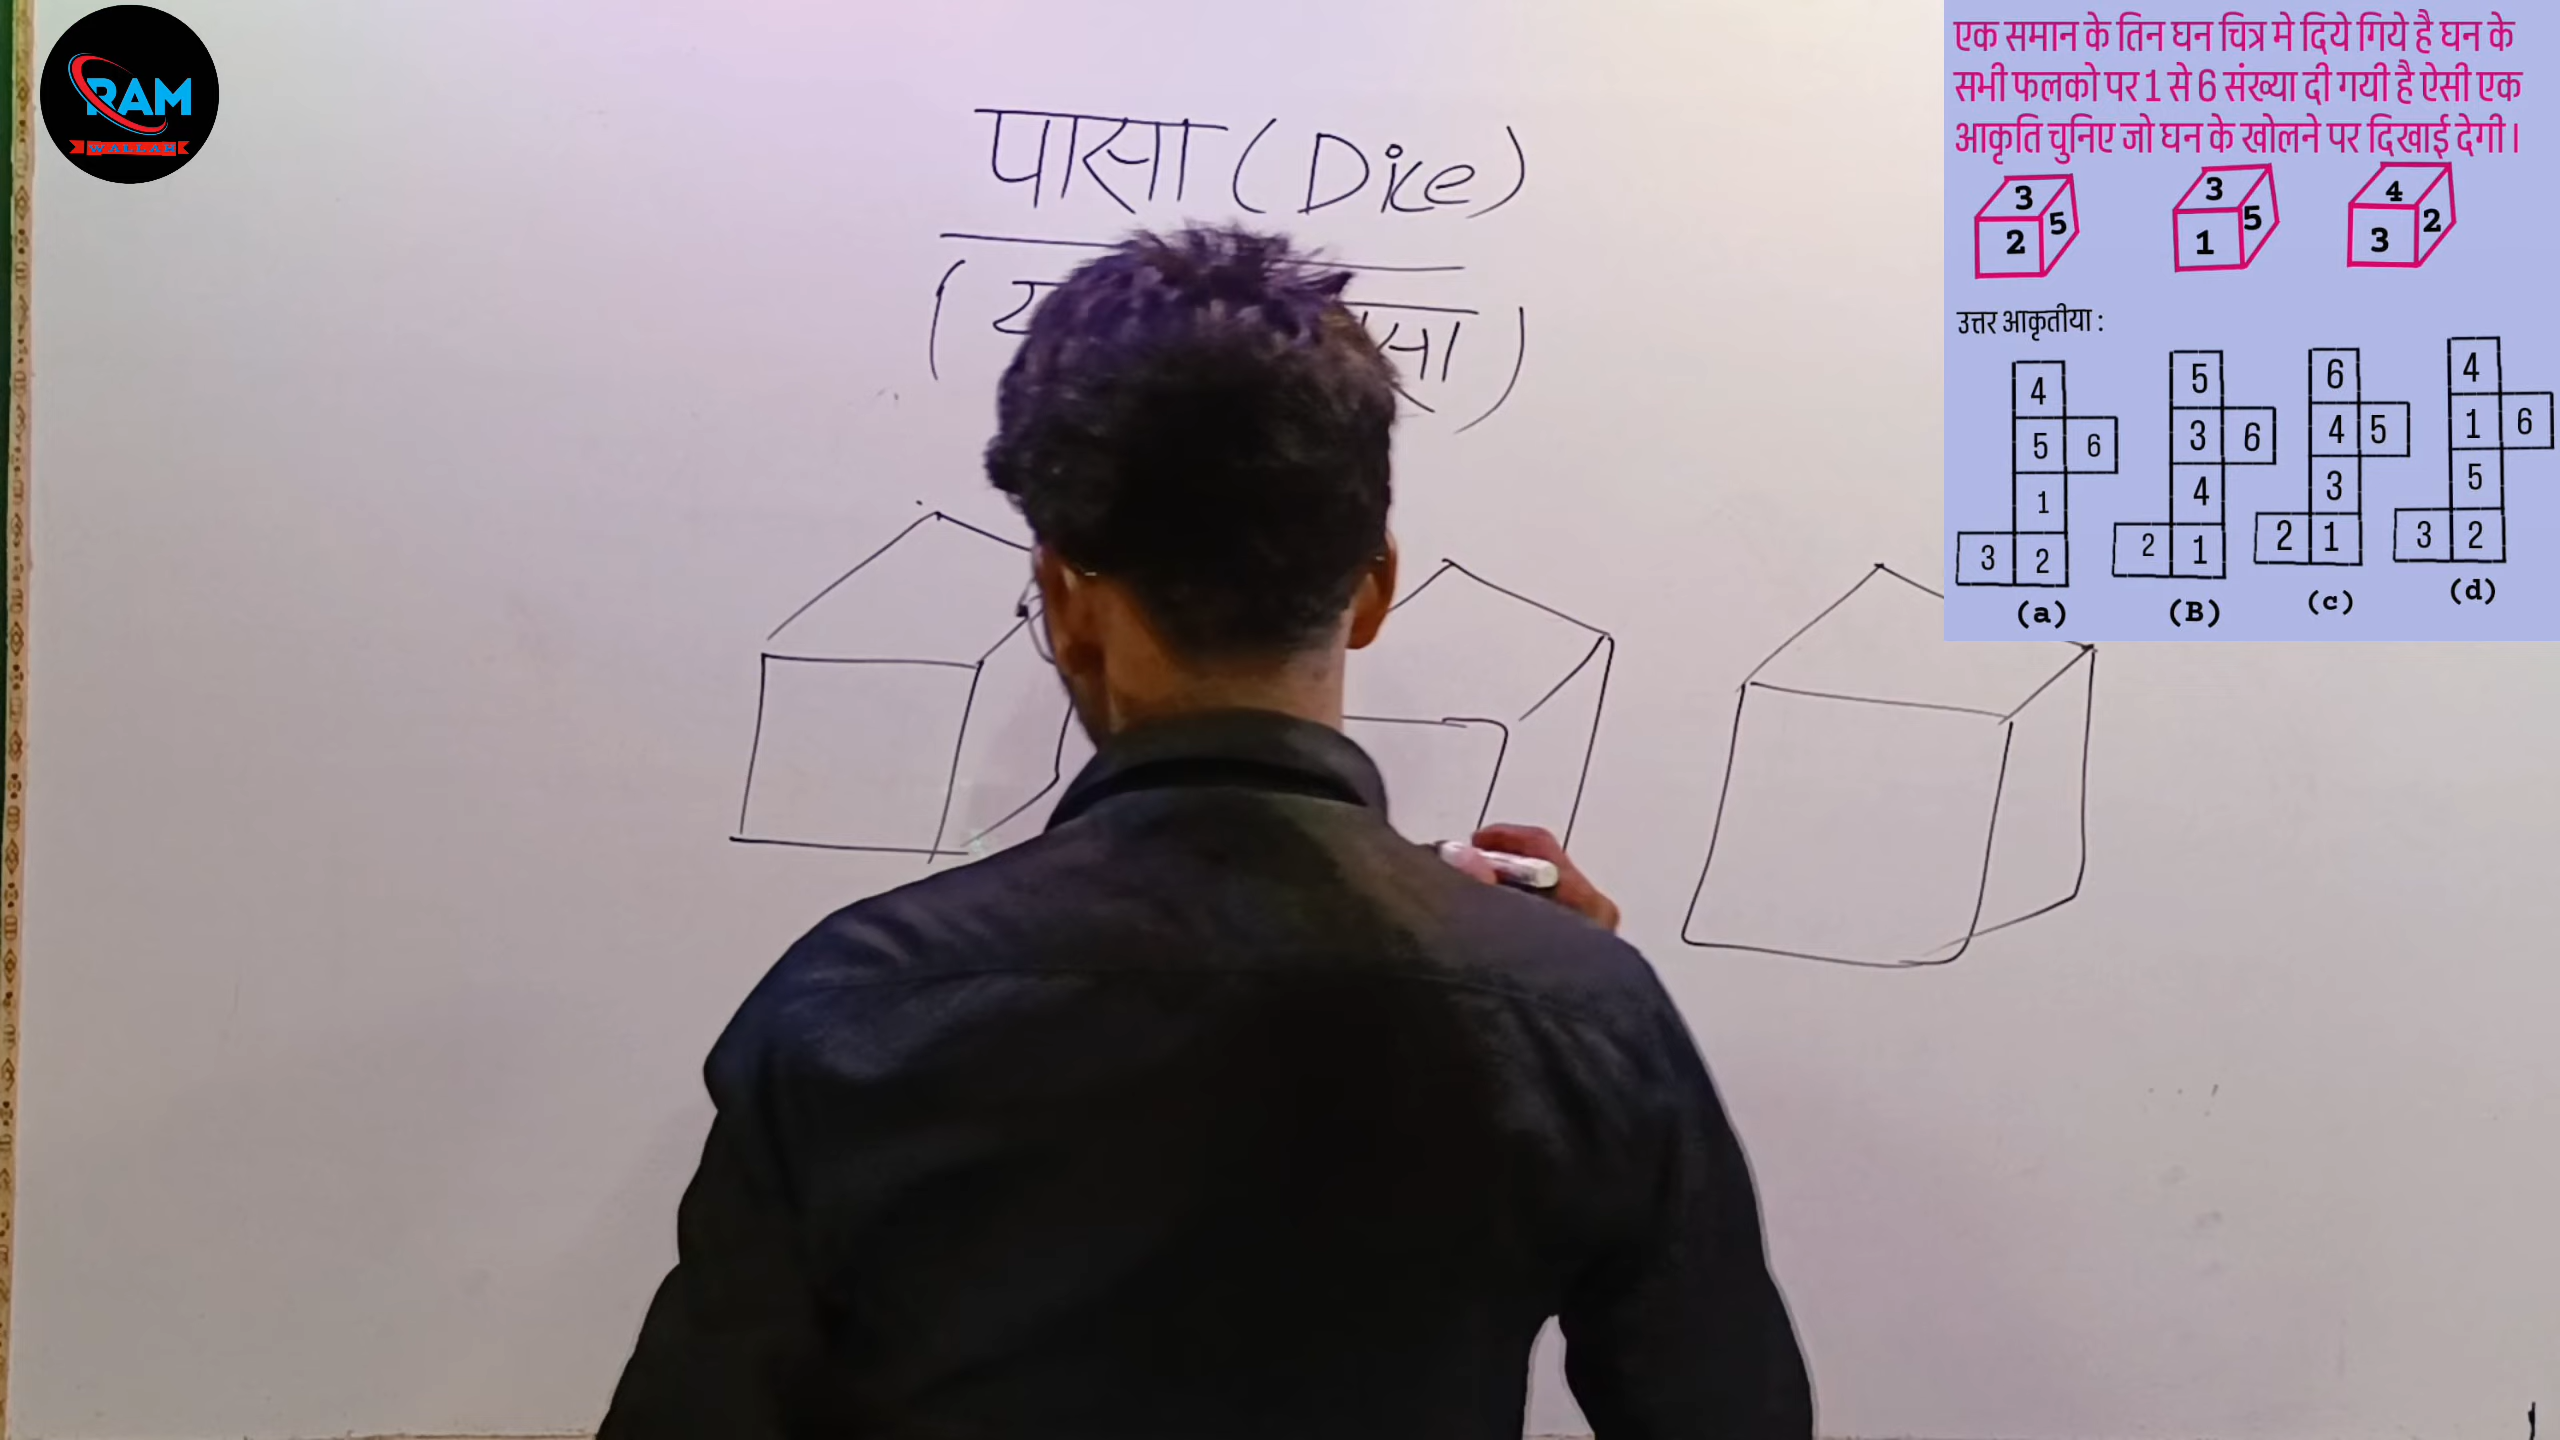 RAM
WALLAH
पासा (Dice)
एक समान के तिन घन चित्र मे दिये गिये है घन के
सभी फलको पर 1 से 6 संख्या दी गयी है ऐसी एक
आकृति चुनिए जो घन के खोलने पर दिखाई देगी।
3
2 5
3
1 5
4
3 2
उत्तर आकृतीया :
4
5 6
1
3 2
(a)
5
3 6
4
2 1
(B)
6
4 5
3
2 1
(c)
4
1 6
5
3 2
(d)